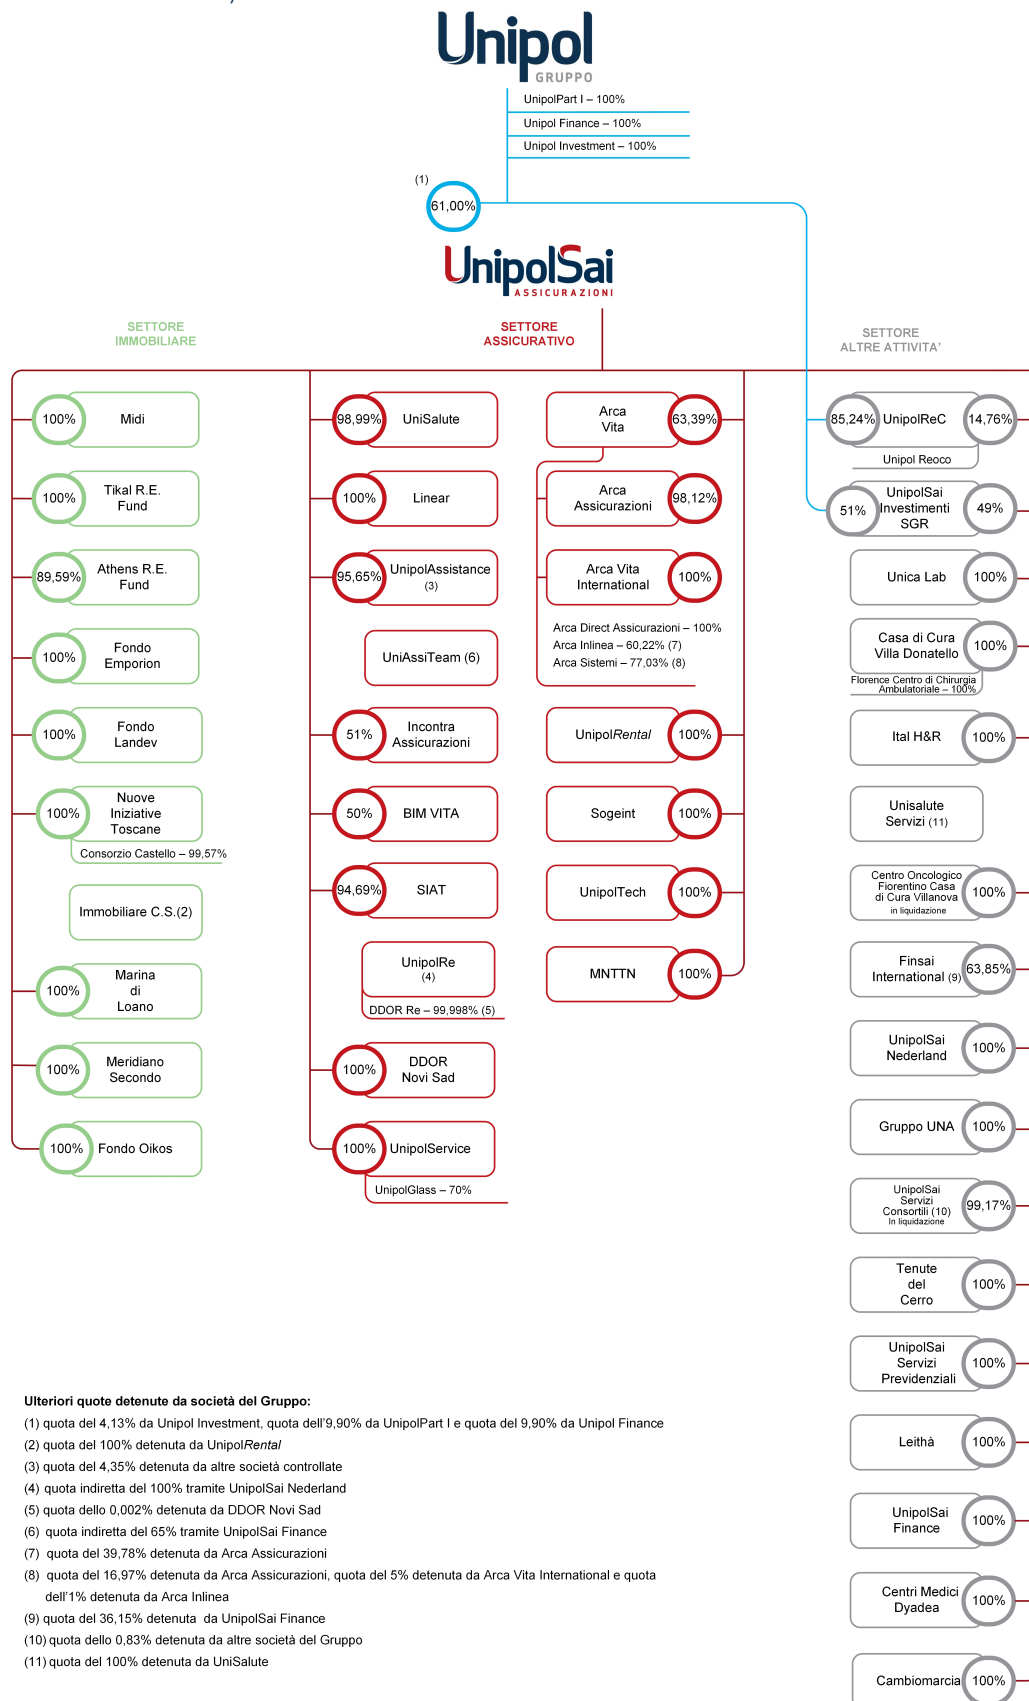 Unipol
GRUPPO
UnipolPart I – 100%
Unipol Finance – 100%
Unipol Investment – 100%
(1)
61,00%
UnipolSai
ASSICURAZIONI
SETTORE
IMMOBILIARE
100%
Midi
100%
Tikal R.E.
Fund
89,59%
Athens R.E.
Fund
100%
Fondo
Emporion
100%
Fondo
Landev
100%
Nuove
Iniziative
Toscane
Consorzio Castello – 99,57%
Immobiliare C.S.(2)
100%
Marina
di
Loano
100%
Meridiano
Secondo
100%
Fondo Oikos
SETTORE
ASSICURATIVO
98,99%
UniSalute
100%
Linear
95,65%
UnipolAssistance
(3)
UniAssiTeam (6)
51%
Incontra
Assicurazioni
50%
BIM VITA
94,69%
SIAT
UnipolRe
(4)
DDOR Re – 99,998% (5)
100%
DDOR
Novi Sad
100%
UnipolService
UnipolGlass – 70%
Arca
Vita
63,39%
Arca
Assicurazioni
98,12%
Arca Vita
International
100%
Arca Direct Assicurazioni – 100%
Arca Inlinea – 60,22% (7)
Arca Sistemi – 77,03% (8)
UnipolRental
100%
Sogeint
100%
UnipolTech
100%
MNTTN
100%
SETTORE
ALTRE ATTIVITA'
85,24%
UnipolReC
14,76%
Unipol Reoco
51%
UnipolSai
Investimenti
SGR
49%
Unica Lab
100%
Casa di Cura
Villa Donatello
100%
Florence Centro di Chirurgia
Ambulatoriale – 100%
Ital H&R
100%
Unisalute
Servizi (11)
Centro Oncologico
Fiorentino Casa
di Cura Villanova
in liquidazione
100%
Finsai
International (9)
63,85%
UnipolSai
Nederland
100%
Gruppo UNA
100%
UnipolSai
Servizi
Consortili (10)
In liquidazione
99,17%
Tenute
del
Cerro
100%
UnipolSai
Servizi
Previdenziali
100%
Leithà
100%
UnipolSai
Finance
100%
Centri Medici
Dyadea
100%
Cambiomarcia
100%
Ulteriori quote detenute da società del Gruppo:
(1) quota del 4,13% da Unipol Investment, quota dell'9,90% da UnipolPart I e quota del 9,90% da Unipol Finance
(2) quota del 100% detenuta da UnipolRental
(3) quota del 4,35% detenuta da altre società controllate
(4) quota indiretta del 100% tramite UnipolSai Nederland
(5) quota dello 0,002% detenuta da DDOR Novi Sad
(6) quota indiretta del 65% tramite UnipolSai Finance
(7) quota del 39,78% detenuta da Arca Assicurazioni
(8) quota del 16,97% detenuta da Arca Assicurazioni, quota del 5% detenuta da Arca Vita International e quota
dell'1% detenuta da Arca Inlinea
(9) quota del 36,15% detenuta da UnipolSai Finance
(10) quota dello 0,83% detenuta da altre società del Gruppo
(11) quota del 100% detenuta da UniSalute